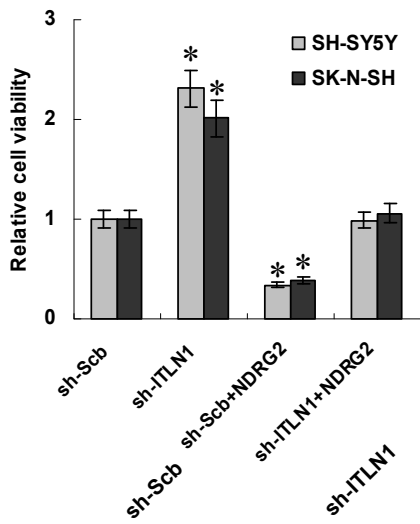 SH-SY5Y
SK-N-SH
Relative cell viability
3
2
1
0
*
*
*
*
sh-Scb
sh-ITLN1
sh-Scb+NDRG2
sh-ITLN1+NDRG2
sh-Scb
sh-ITLN1